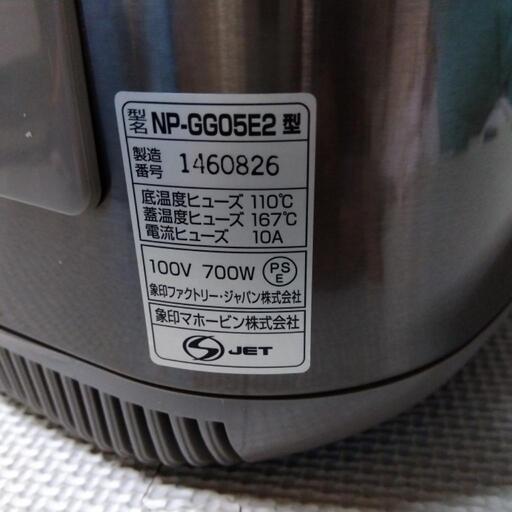 型名 NP-GG05E2 型
製造番号 1460826
底温度ヒューズ 110℃
蓋温度ヒューズ 167℃
電流ヒューズ 10A
100V 700W PSE
象印ファクトリー・ジャパン株式会社
象印マホービン株式会社
S JET